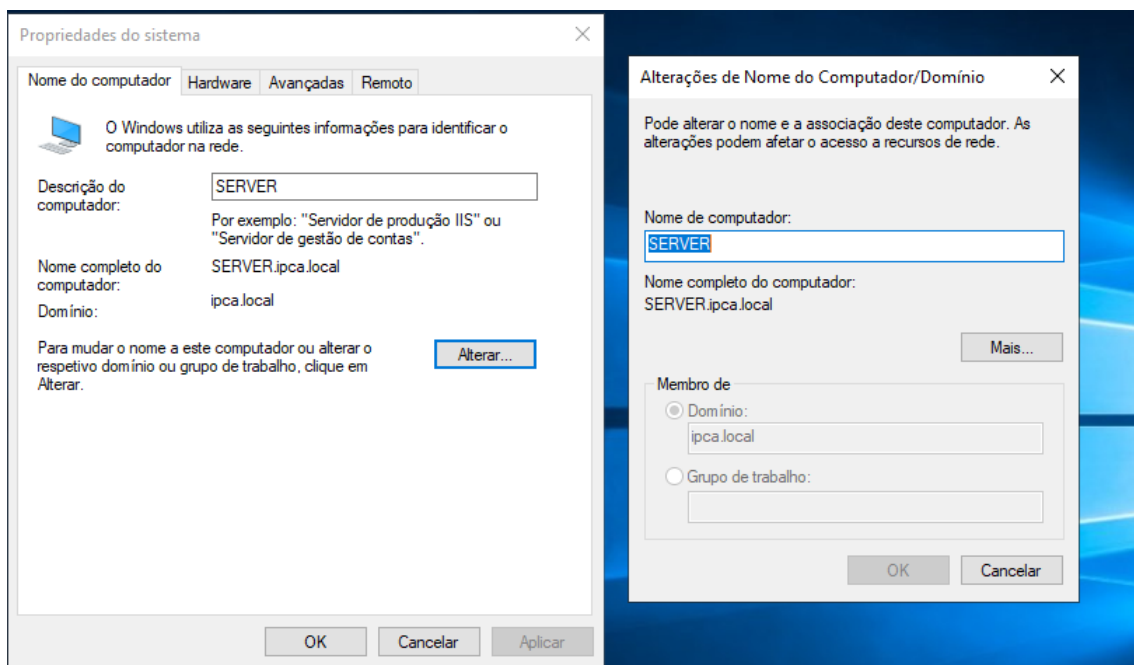 Propriedades do sistema
Nome do computador Hardware Avançadas Remoto
O Windows utiliza as seguintes informações para identificar o
computador na rede.
Descrição do
computador:
SERVER
Por exemplo: "Servidor de produção IIS" ou
"Servidor de gestão de contas".
Nome completo do
computador:
SERVER.ipca.local
Domínio:
ipca.local
Para mudar o nome a este computador ou alterar o
respetivo domínio ou grupo de trabalho, clique em
Alterar.
Alterar...
OK Cancelar Aplicar
Alterações de Nome do Computador/Domínio
Pode alterar o nome e a associação deste computador. As
alterações podem afetar o acesso a recursos de rede.
Nome de computador:
SERVER
Nome completo do computador:
SERVER.ipca.local
Mais...
Membro de
Domínio:
ipca.local
Grupo de trabalho:
OK Cancelar